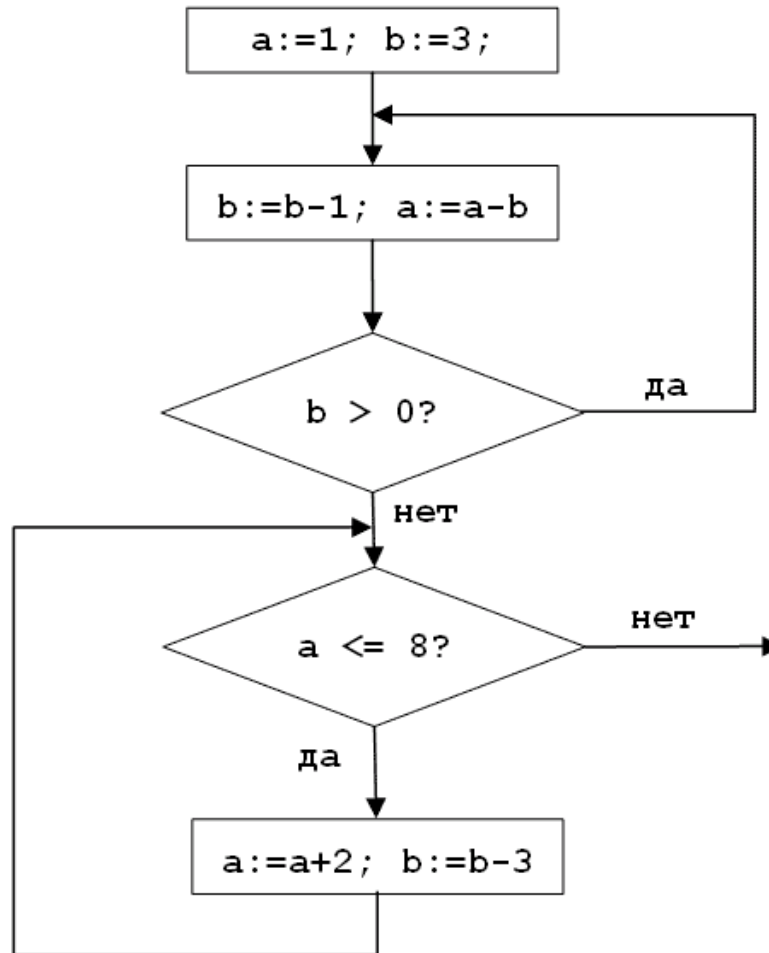 a:=1; b:=3;
b:=b-1; a:=a-b
да
b > 0?
нет
нет
a <= 8?
да
a:=a+2; b:=b-3